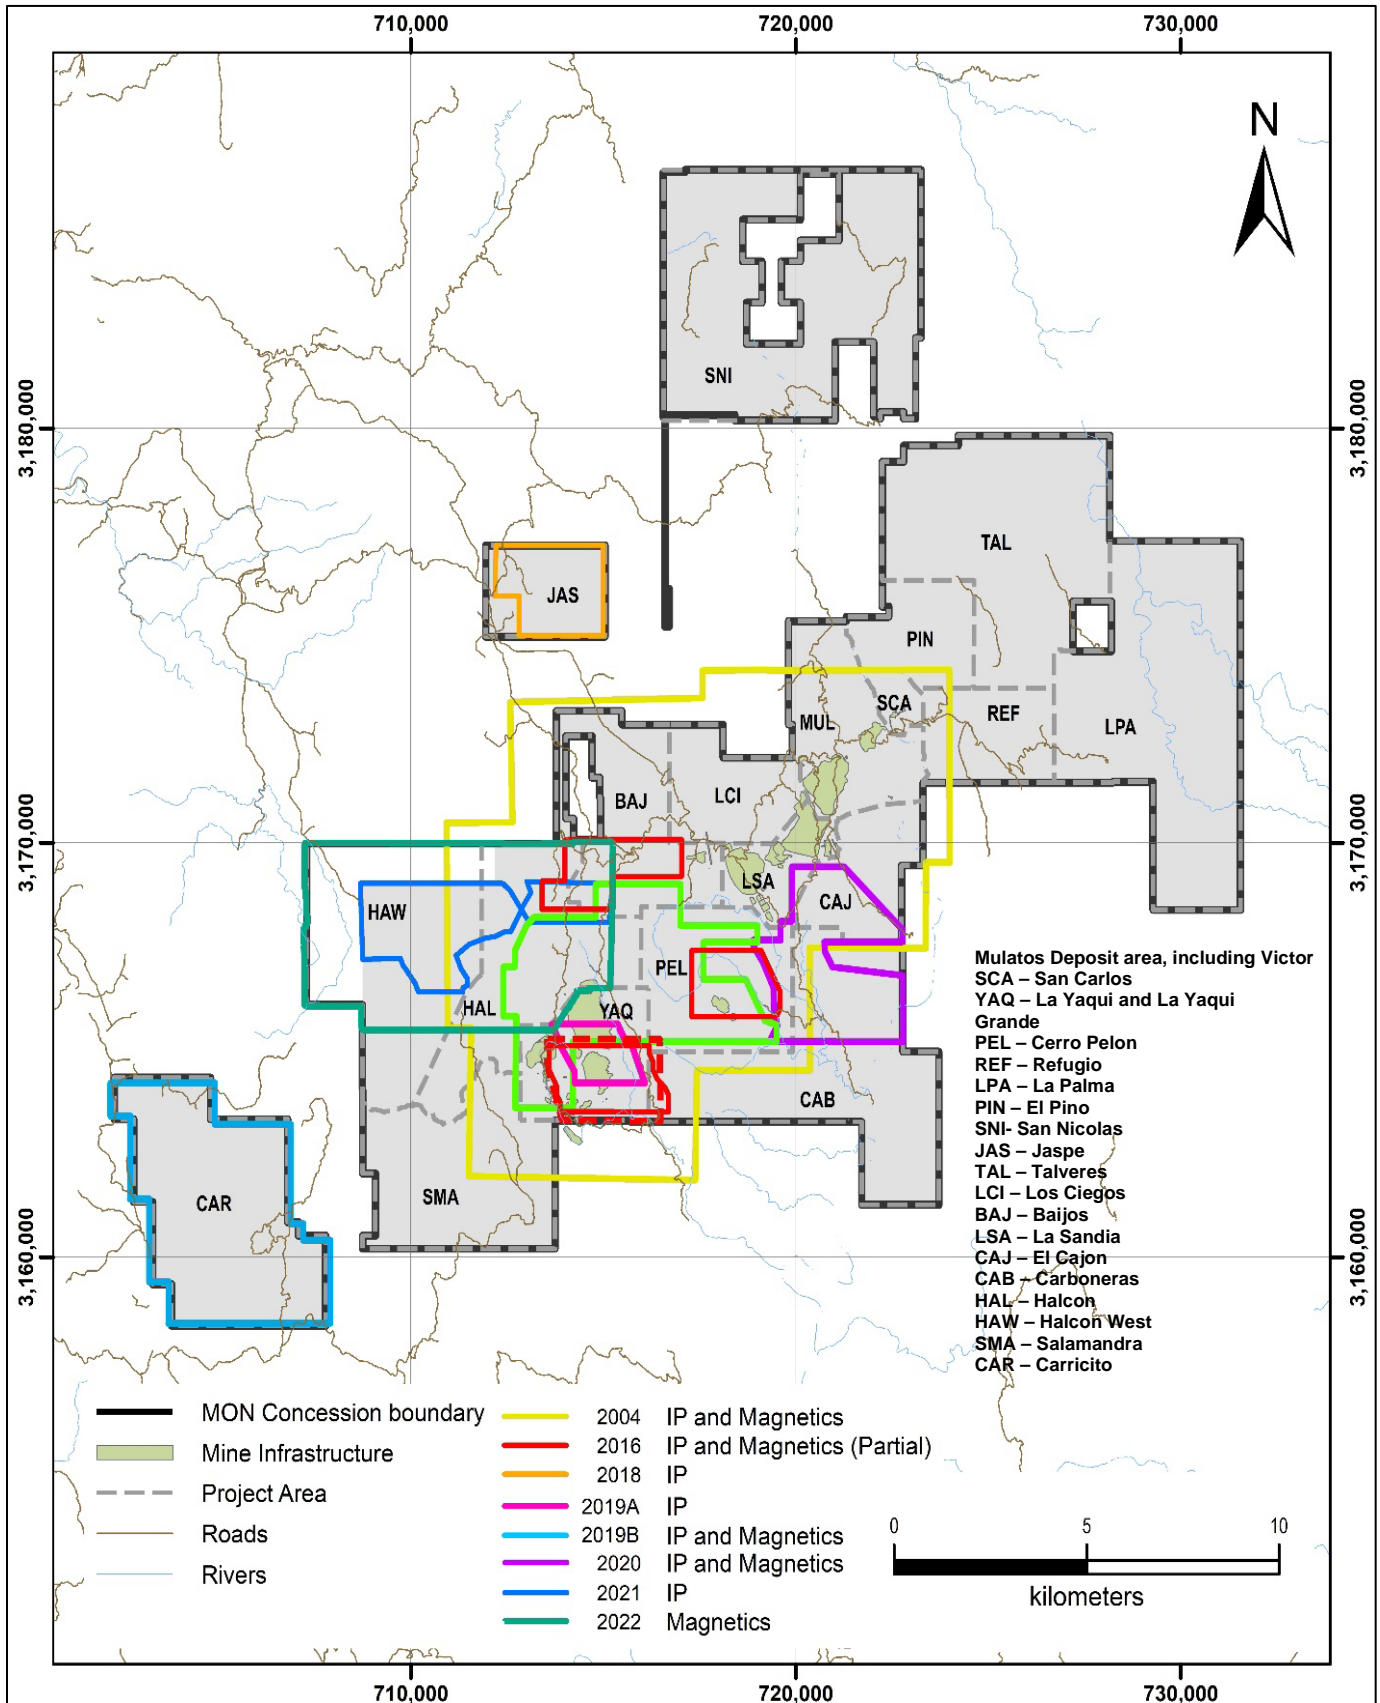 710,000
720,000
730,000
N
SNI
3,180,000
3,180,000
TAL
JAS
PIN
SCA
REF
MUL
LPA
BAJ
LCI
3,170,000
3,170,000
LSA
HAW
CAJ
PEL
HAL
YAQ
CAB
SMA
CAR
3,160,000
3,160,000
Mulatos Deposit area, including Victor
SCA – San Carlos
YAQ – La Yaqui and La Yaqui
Grande
PEL – Cerro Pelon
REF – Refugio
LPA – La Palma
PIN – El Pino
SNI- San Nicolas
JAS – Jaspe
TAL – Talveres
LCI – Los Ciegos
BAJ – Baijos
LSA – La Sandia
CAJ – El Cajon
CAB – Carboneras
HAL – Halcon
HAW – Halcon West
SMA – Salamandra
CAR – Carricito
MON Concession boundary
Mine Infrastructure
Project Area
Roads
Rivers
2004 IP and Magnetics
2016 IP and Magnetics (Partial)
2018 IP
2019A IP
2019B IP and Magnetics
2020 IP and Magnetics
2021 IP
2022 Magnetics
0 5 10
kilometers
710,000
720,000
730,000